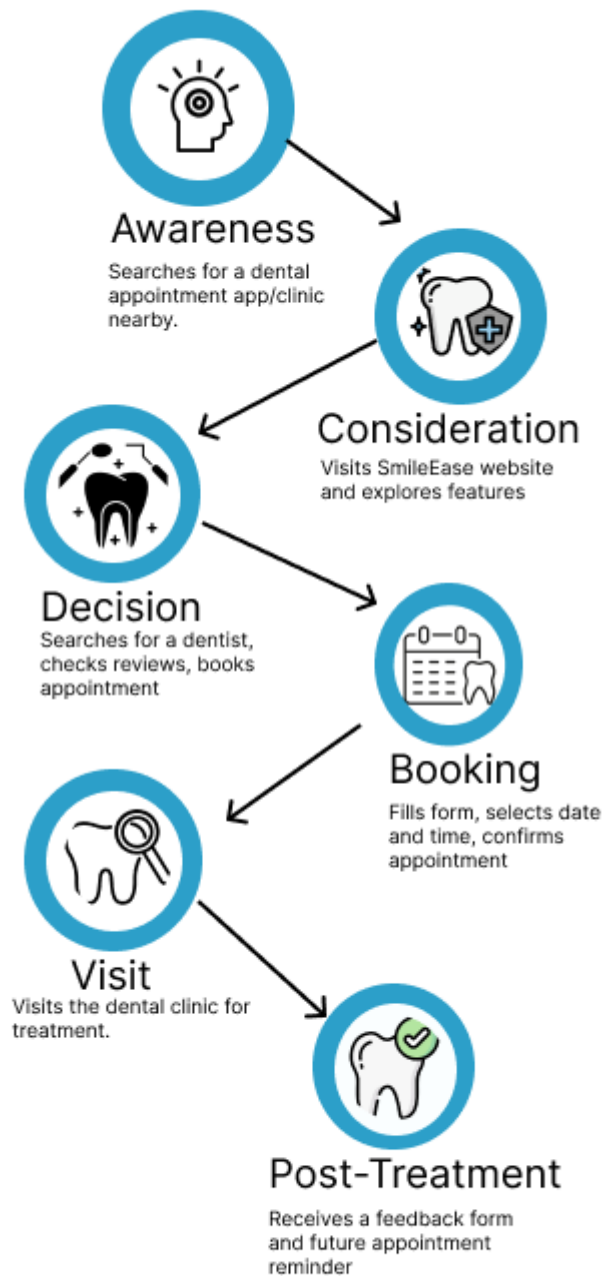 Awareness
Searches for a dental
appointment app/clinic
nearby.
Consideration
Visits SmileEase website
and explores features
Decision
Searches for a dentist,
checks reviews, books
appointment
Booking
Fills form, selects date
and time, confirms
appointment
Visit
Visits the dental clinic for
treatment.
Post-Treatment
Receives a feedback form
and future appointment
reminder